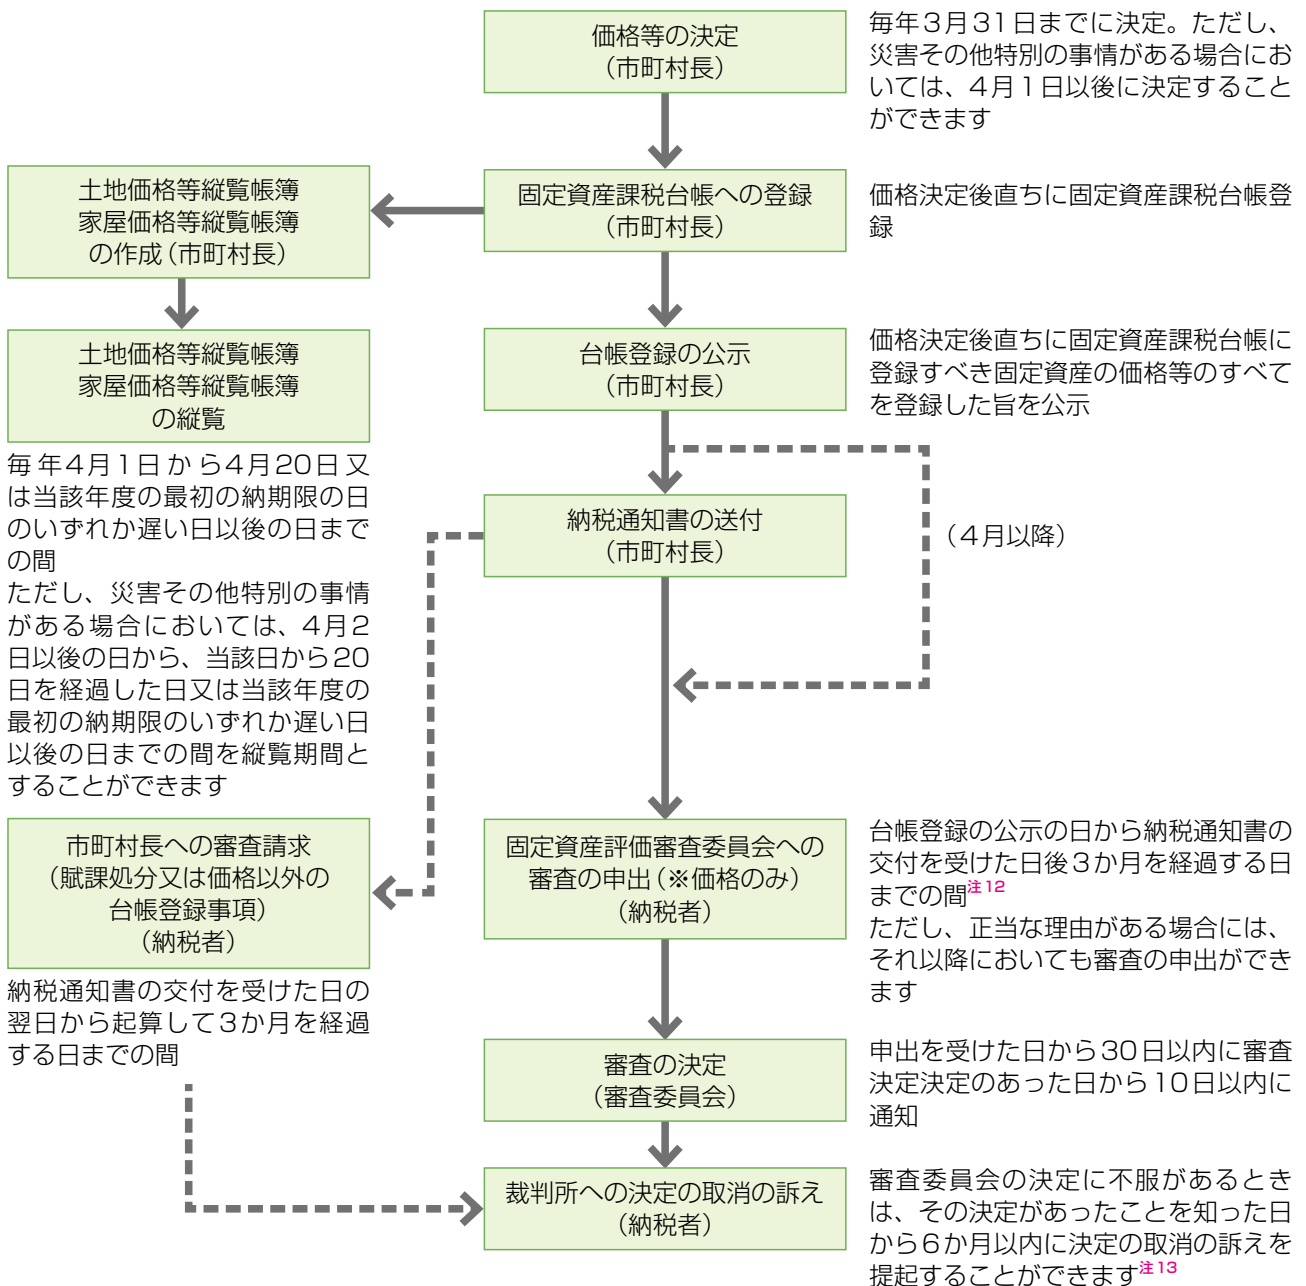 価格等の決定
（市町村長）
毎年３月31日までに決定。ただし、
災害その他特別の事情がある場合にお
いては、４月１日以後に決定すること
ができます
土地価格等縦覧帳簿
家屋価格等縦覧帳簿
の作成（市町村長）
固定資産課税台帳への登録
（市町村長）
価格決定後直ちに固定資産課税台帳登
録
土地価格等縦覧帳簿
家屋価格等縦覧帳簿
の縦覧
台帳登録の公示
（市町村長）
価格決定後直ちに固定資産課税台帳に
登録すべき固定資産の価格等のすべて
を登録した旨を公示
毎年4月1日から4月20日又
は当該年度の最初の納期限の日
のいずれか遅い日以後の日まで
の間
ただし、災害その他特別の事情
がある場合においては、4月2
日以後の日から、当該日から20
日を経過した日又は当該年度の
最初の納期限のいずれか遅い日
以後の日までの間を縦覧期間と
することができます
納税通知書の送付
（市町村長）
（４月以降）
市町村長への審査請求
（賦課処分又は価格以外の
台帳登録事項）
（納税者）
納税通知書の交付を受けた日の
翌日から起算して３か月を経過
する日までの間
固定資産評価審査委員会への
審査の申出（※価格のみ）
（納税者）
台帳登録の公示の日から納税通知書の
交付を受けた日後３か月を経過する日
までの間注12
ただし、正当な理由がある場合には、
それ以降においても審査の申出ができ
ます
審査の決定
（審査委員会）
申出を受けた日から30日以内に審査
決定決定のあった日から10日以内に
通知
裁判所への決定の取消の訴え
（納税者）
審査委員会の決定に不服があるとき
は、その決定があったことを知った日
から６か月以内に決定の取消の訴えを
提起することができます注13